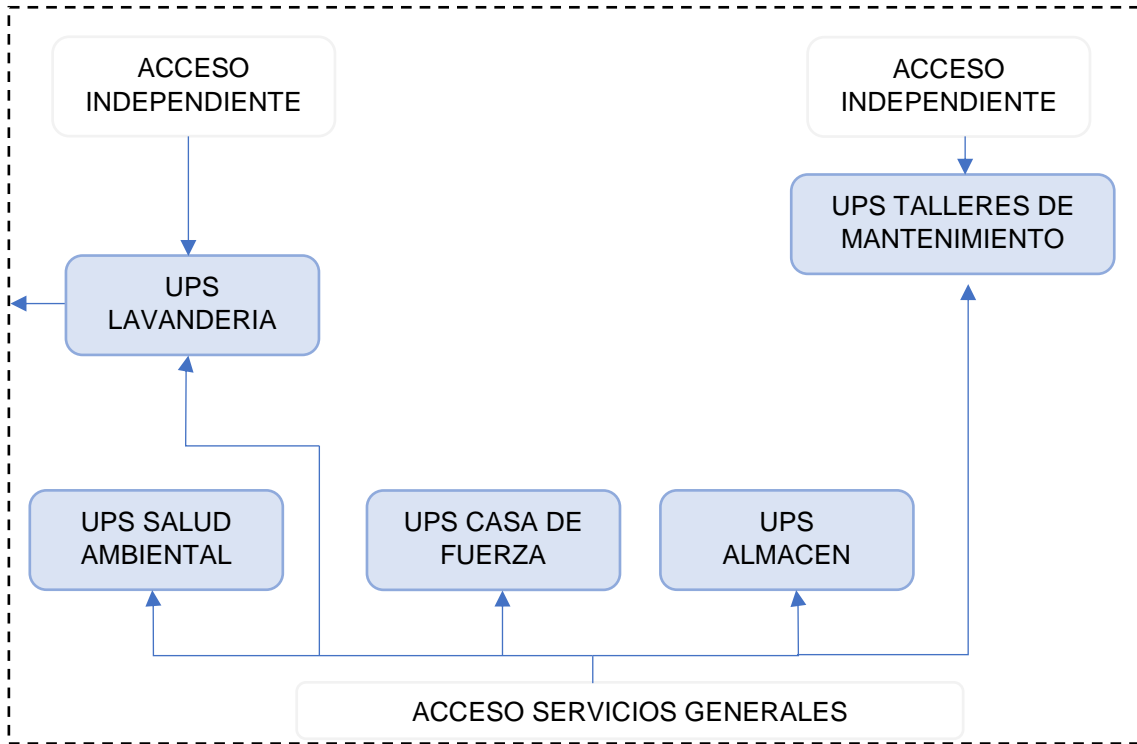 ACCESO
INDEPENDIENTE
ACCESO
INDEPENDIENTE
UPS TALLERES DE
MANTENIMIENTO
UPS
LAVANDERIA
UPS SALUD
AMBIENTAL
UPS CASA DE
FUERZA
UPS
ALMACEN
ACCESO SERVICIOS GENERALES